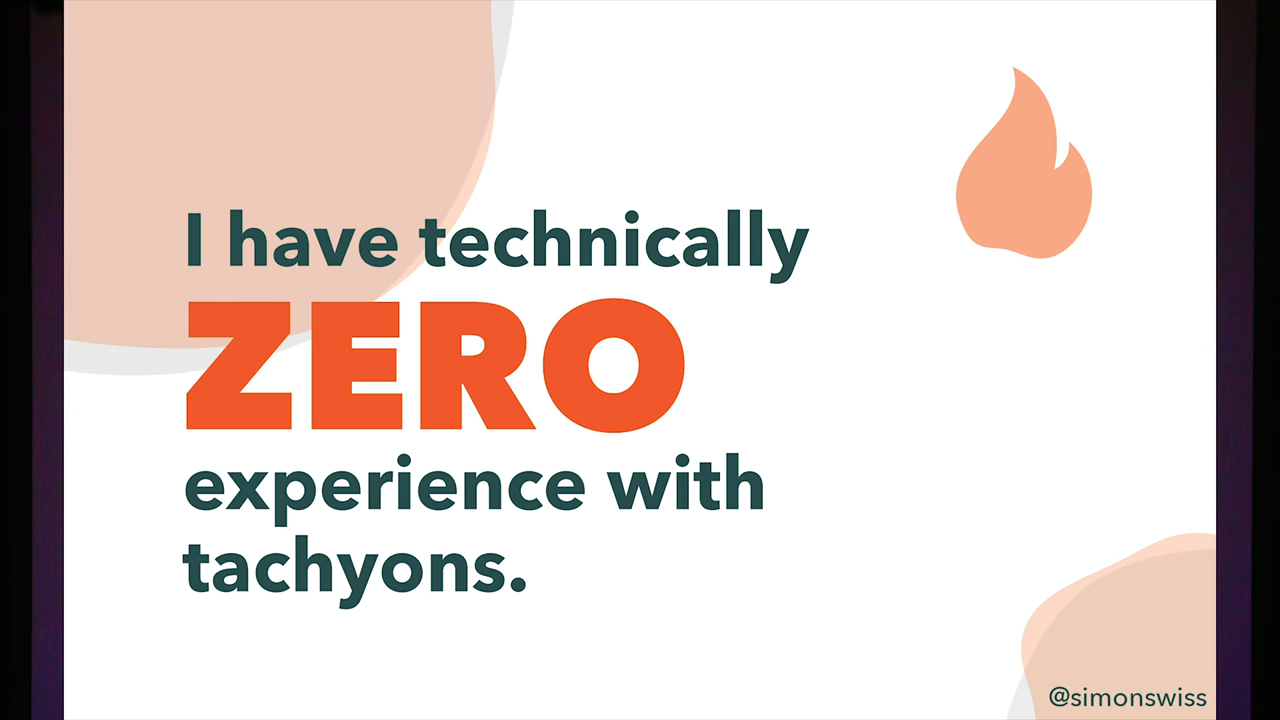 I have technically
ZERO
experience with
tachyons.
@simonswiss